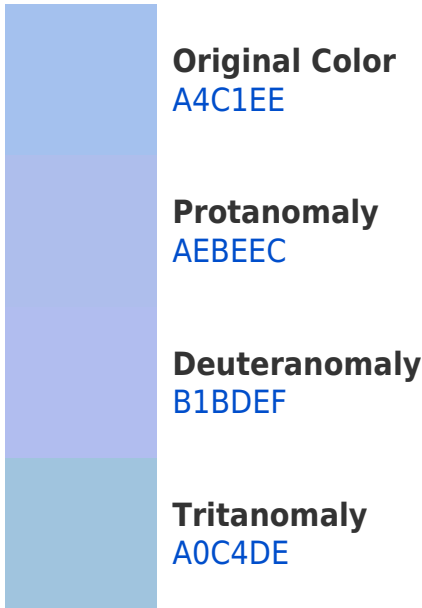 Original Color
A4C1EE
Protanomaly
AEBEEC
Deuteranomaly
B1BDEF
Tritanomaly
A0C4DE